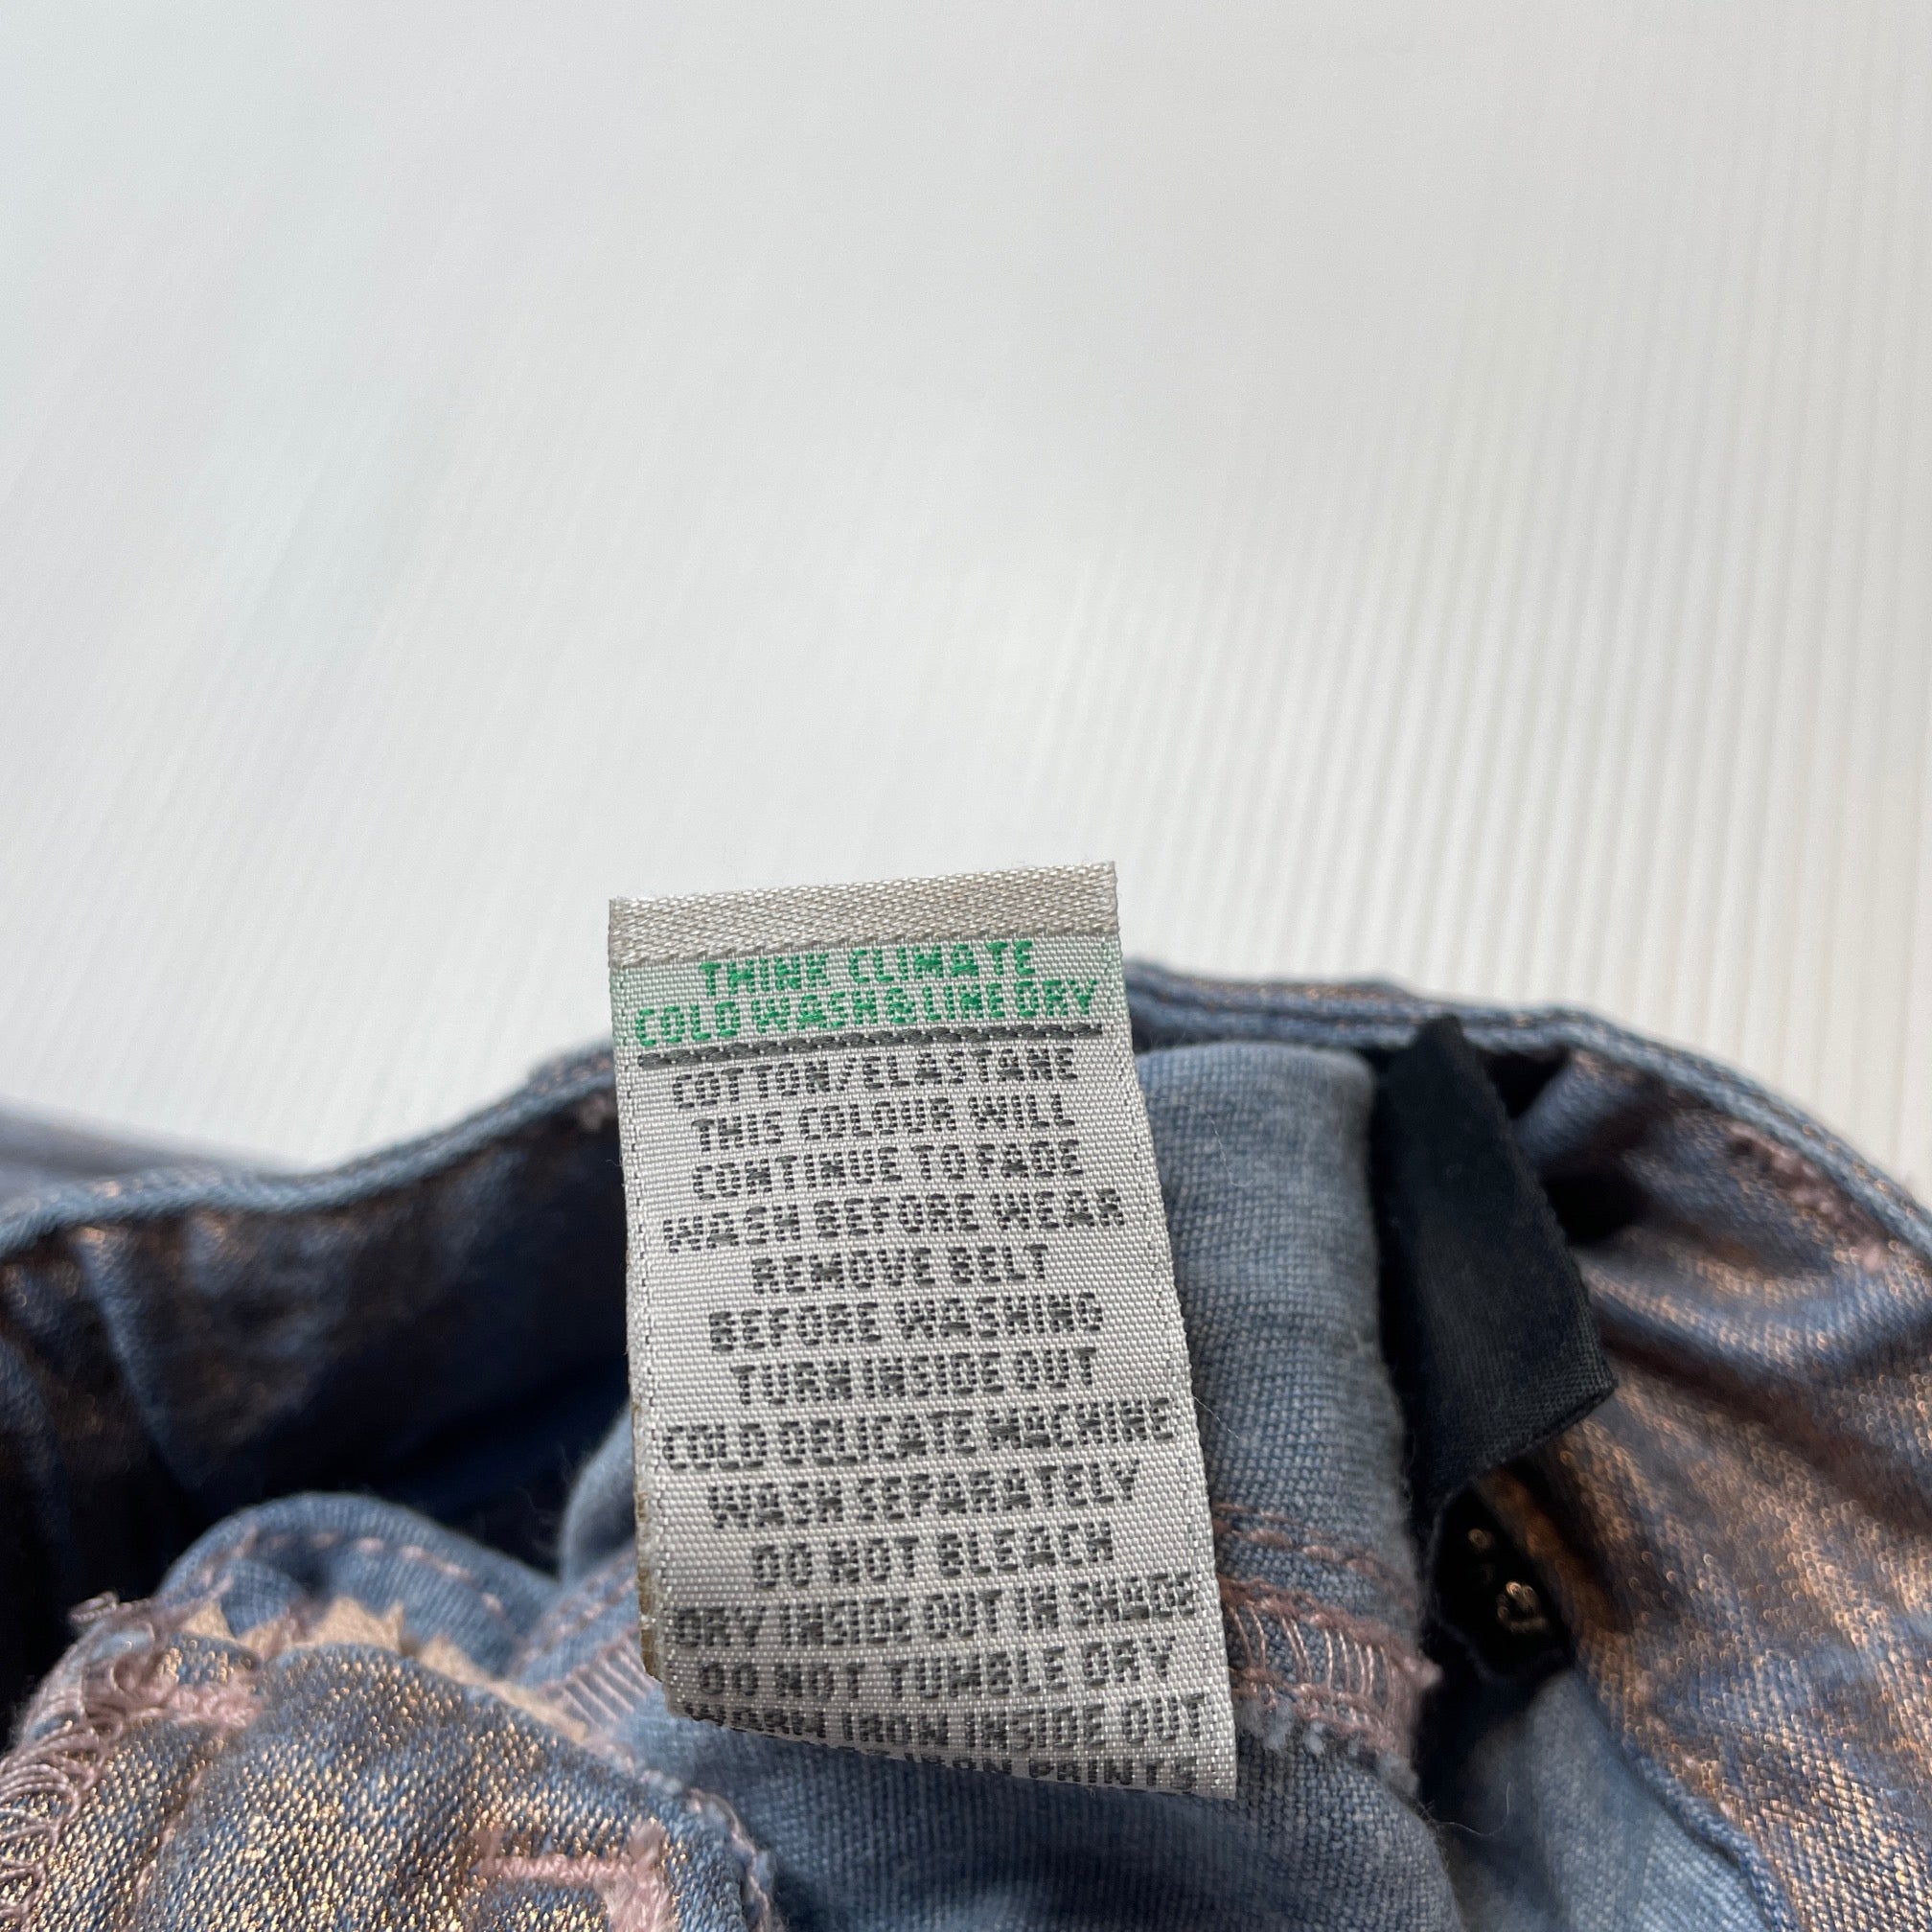 THINK CLIMATE
COLD WASH & LINE DRY
COTTON/ELASTANE
THIS COLOUR WILL
CONTINUE TO FADE
WASH BEFORE WEAR
REMOVE BELT
BEFORE WASHING
TURN INSIDE OUT
COLD DELICATE MACHINE
WASH SEPARATELY
DO NOT BLEACH
DRY INSIDE OUT IN SHADE
DO NOT TUMBLE DRY
WARM IRON INSIDE OUT
IRON PRINTS